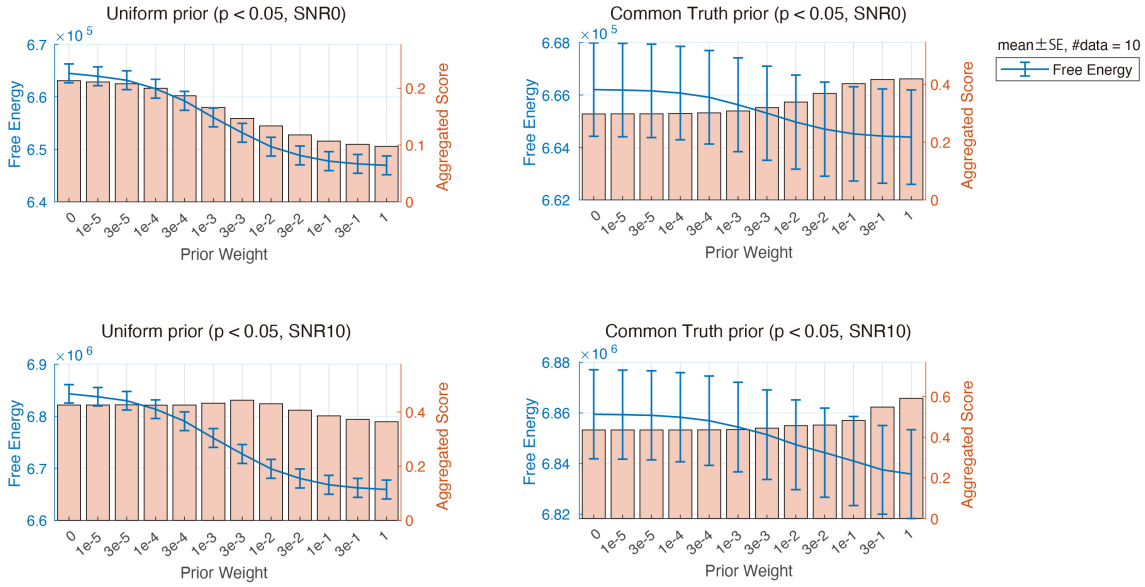 Uniform prior (p < 0.05, SNR0)
× 10^5
6.7
6.6
6.5
6.4
Free Energy
0.2
0.1
0
Aggregated Score
0 1e-5 3e-5 1e-4 3e-4 1e-3 3e-3 1e-2 3e-2 1e-1 3e-1 1
Prior Weight
Common Truth prior (p < 0.05, SNR0)
× 10^5
6.68
6.66
6.64
6.62
Free Energy
0.4
0.2
0
Aggregated Score
0 1e-5 3e-5 1e-4 3e-4 1e-3 3e-3 1e-2 3e-2 1e-1 3e-1 1
Prior Weight
mean±SE, #data = 10
Free Energy
Uniform prior (p < 0.05, SNR10)
× 10^6
6.9
6.8
6.7
6.6
Free Energy
0.4
0.2
0
Aggregated Score
0 1e-5 3e-5 1e-4 3e-4 1e-3 3e-3 1e-2 3e-2 1e-1 3e-1 1
Prior Weight
Common Truth prior (p < 0.05, SNR10)
× 10^6
6.88
6.86
6.84
6.82
Free Energy
0.6
0.4
0.2
0
Aggregated Score
0 1e-5 3e-5 1e-4 3e-4 1e-3 3e-3 1e-2 3e-2 1e-1 3e-1 1
Prior Weight